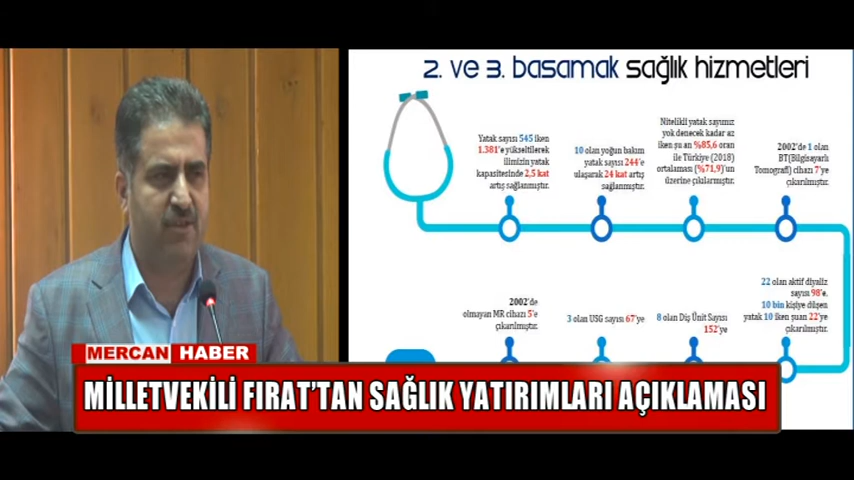 2. ve 3. basamak sağlık hizmetleri
Yatak sayısı 545 iken
1.381'e yükseltilerek
ilimizin yatak
kapasitesinde 2,5 kat
artış sağlanmıştır.
10 olan yoğun bakım
yatak sayısı 244'e
ulaşarak 24 kat artış
sağlanmıştır.
Nitelikli yatak sayımız
yok denecek kadar az
iken şu an %85,6 oran
ile Türkiye (2018)
ortalaması (%71,9)'un
üzerine çıkılarmıştır.
2002'de 1 olan
BT(Bilgisayarlı
Tomografi) cihazı 7'ye
çıkarılmıştır.
2002'de
olmayan MR cihazı 5'e
çıkarılmıştır.
3 olan USG sayısı 67'ye
8 olan Diş Ünit Sayısı
152'ye
22 olan aktif diyaliz
sayısı 98'e,
10 bin kişiye düşen
yatak 10 iken şuan 22'ye
çıkarılmıştır.
MERCAN HABER
MİLLETVEKİLİ FIRAT'TAN SAĞLIK YATIRIMLARI AÇIKLAMASI